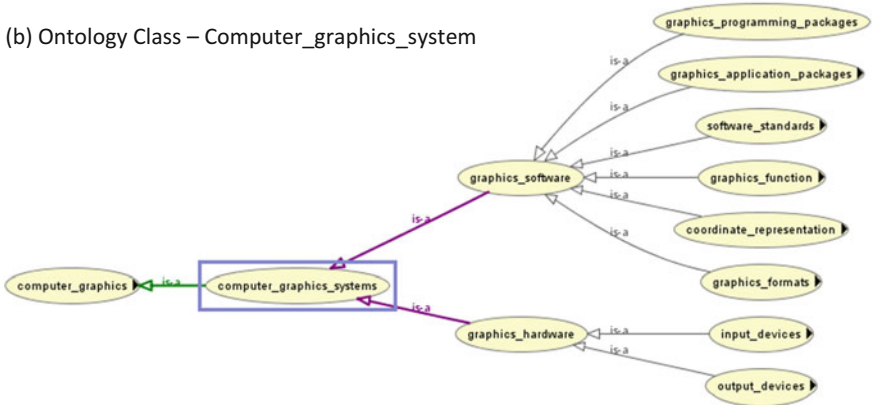 (b) Ontology Class – Computer_graphics_system
graphics_programming_packages
is-a
graphics_application_packages
is-a
software_standards
is-a
graphics_software
is-a
graphics_function
is-a
is-a
coordinate_representation
is-a
computer_graphics
is-a
computer_graphics_systems
graphics_formats
is-a
graphics_hardware
is-a
input_devices
is-a
output_devices